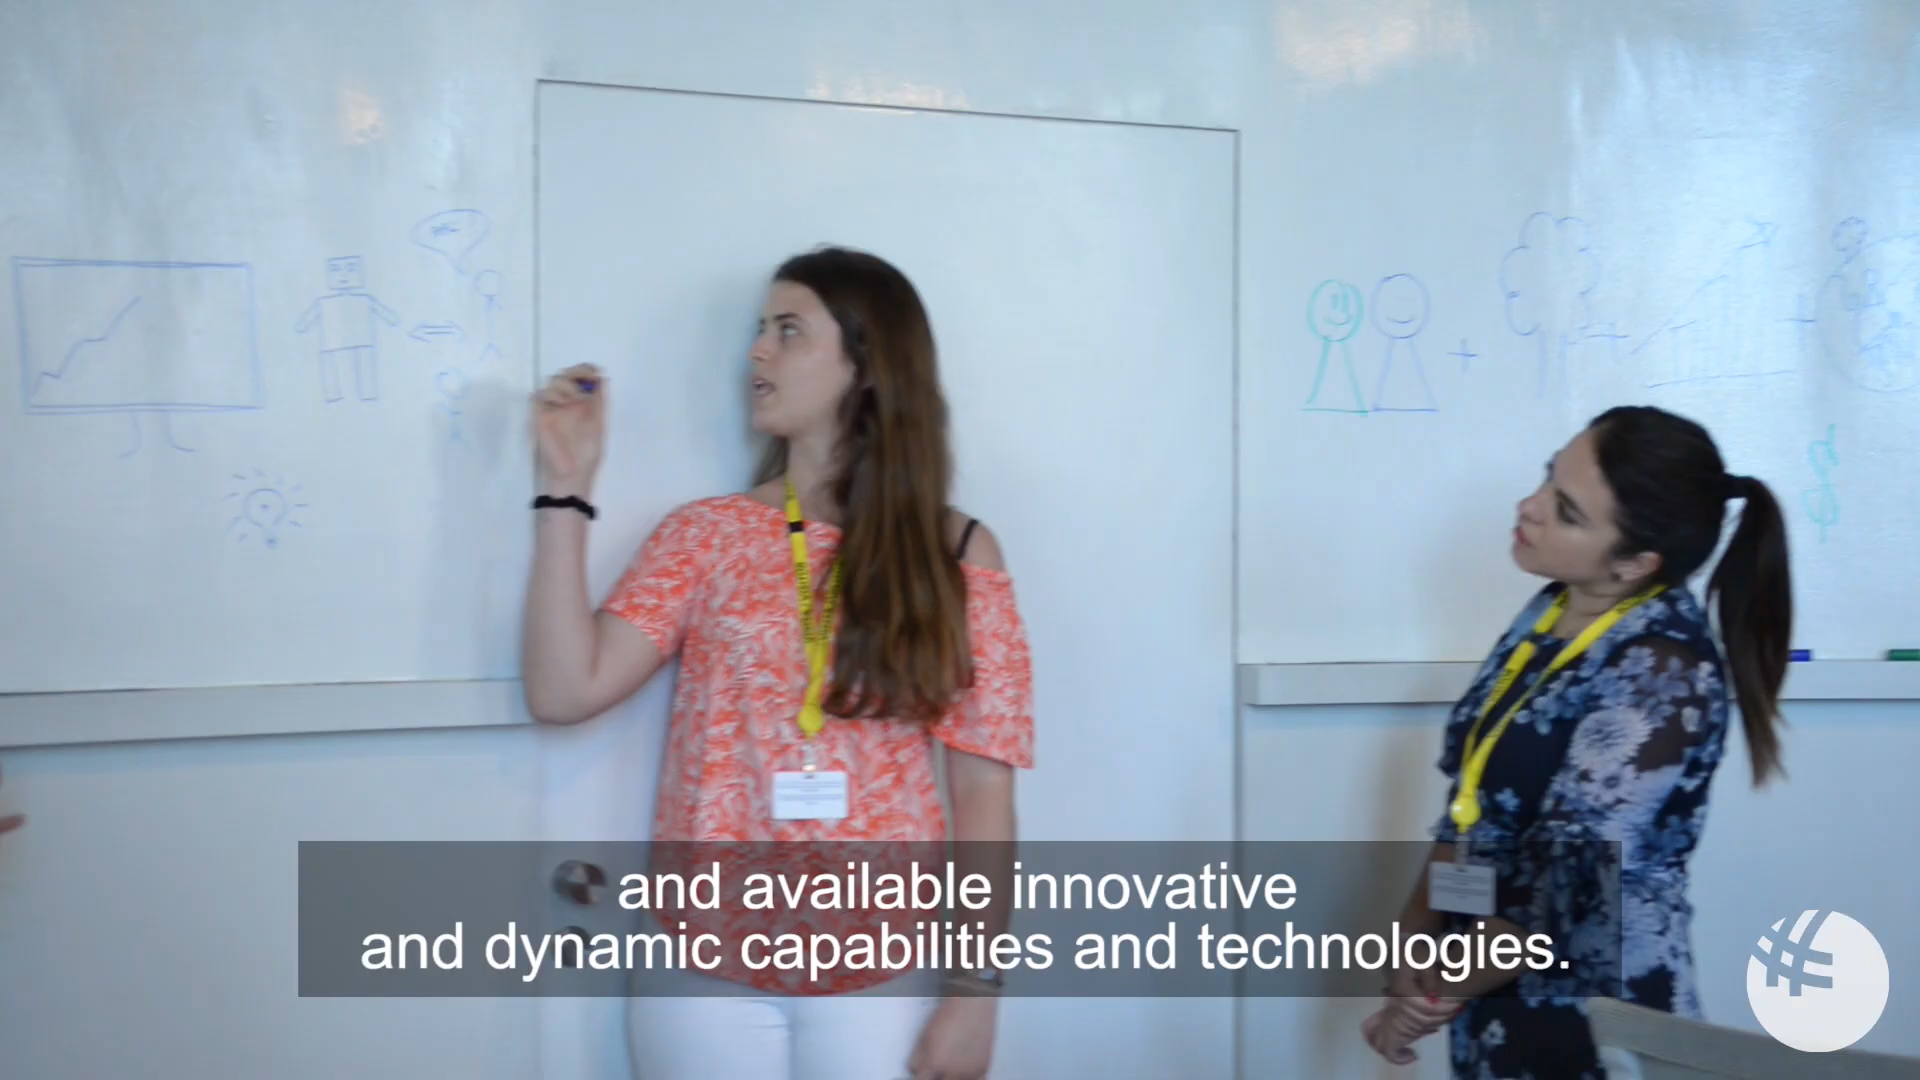 and available innovative
and dynamic capabilities and technologies.